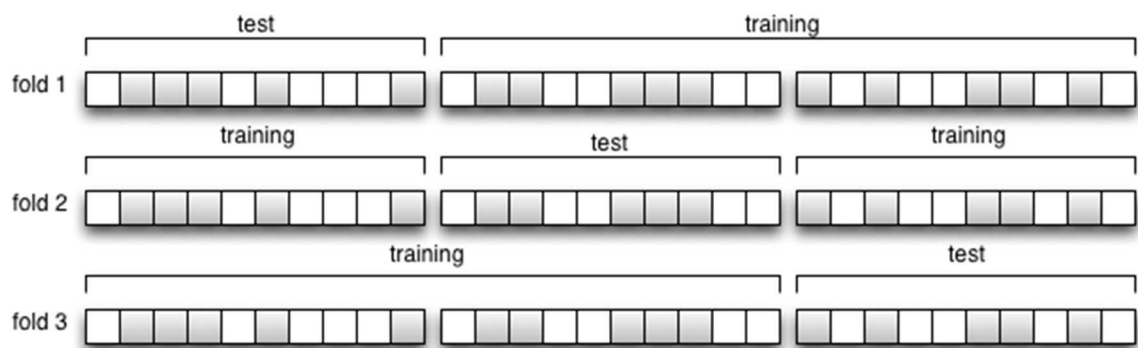 test training
fold 1
training test training
fold 2
training test
fold 3